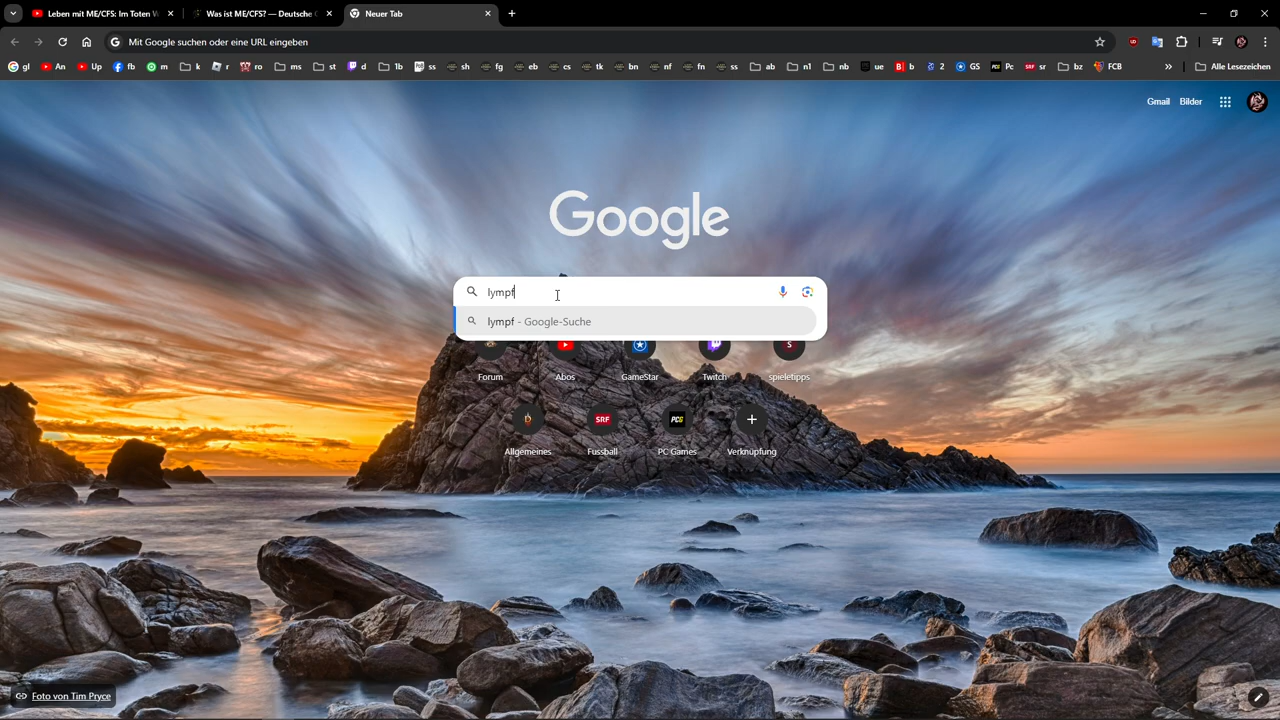 Leben mit ME/CFS: Im Toten W
Was ist ME/CFS? — Deutsche G
Neuer Tab
Mit Google suchen oder eine URL eingeben
gl An Up fb m k r ro ms st d 1b ss sh fg eb cs tk bn nf fn ss ab n1 nb ue b 2 GS Pc sr bz FCB » Alle Lesezeichen
Gmail Bilder
Google
lympf
lympf - Google-Suche
Forum Abos GameStar Twitch spieletipps
Allgemeines Fussball PC Games Verknüpfung
Foto von Tim Pryce